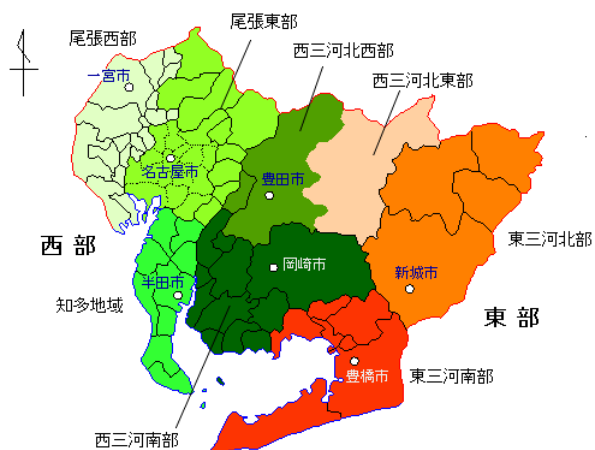 尾張東部
尾張西部
西三河北西部
西三河北東部
一宮市
名古屋市
豊田市
東三河北部
西部
岡崎市
新城市
半田市
知多地域
東部
豊橋市
東三河南部
西三河南部